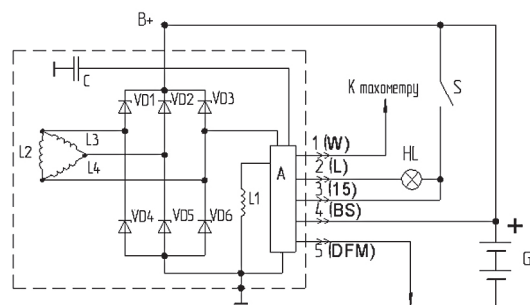 B+
C
VD1
VD2
VD3
К тахометру
S
L3
L2
L4
A
1 (W)
2 (L)
HL
3 (15)
4 (BS)
L1
VD4
VD5
VD6
5 (DFM)
+
G